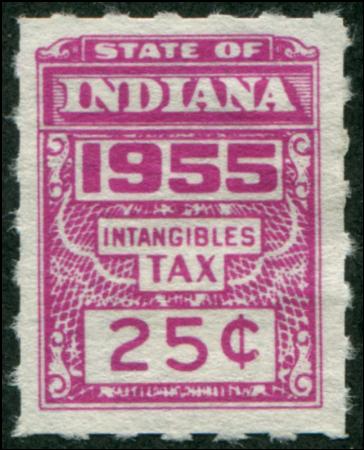 STATE OF
INDIANA
1955
INTANGIBLES
TAX
25¢